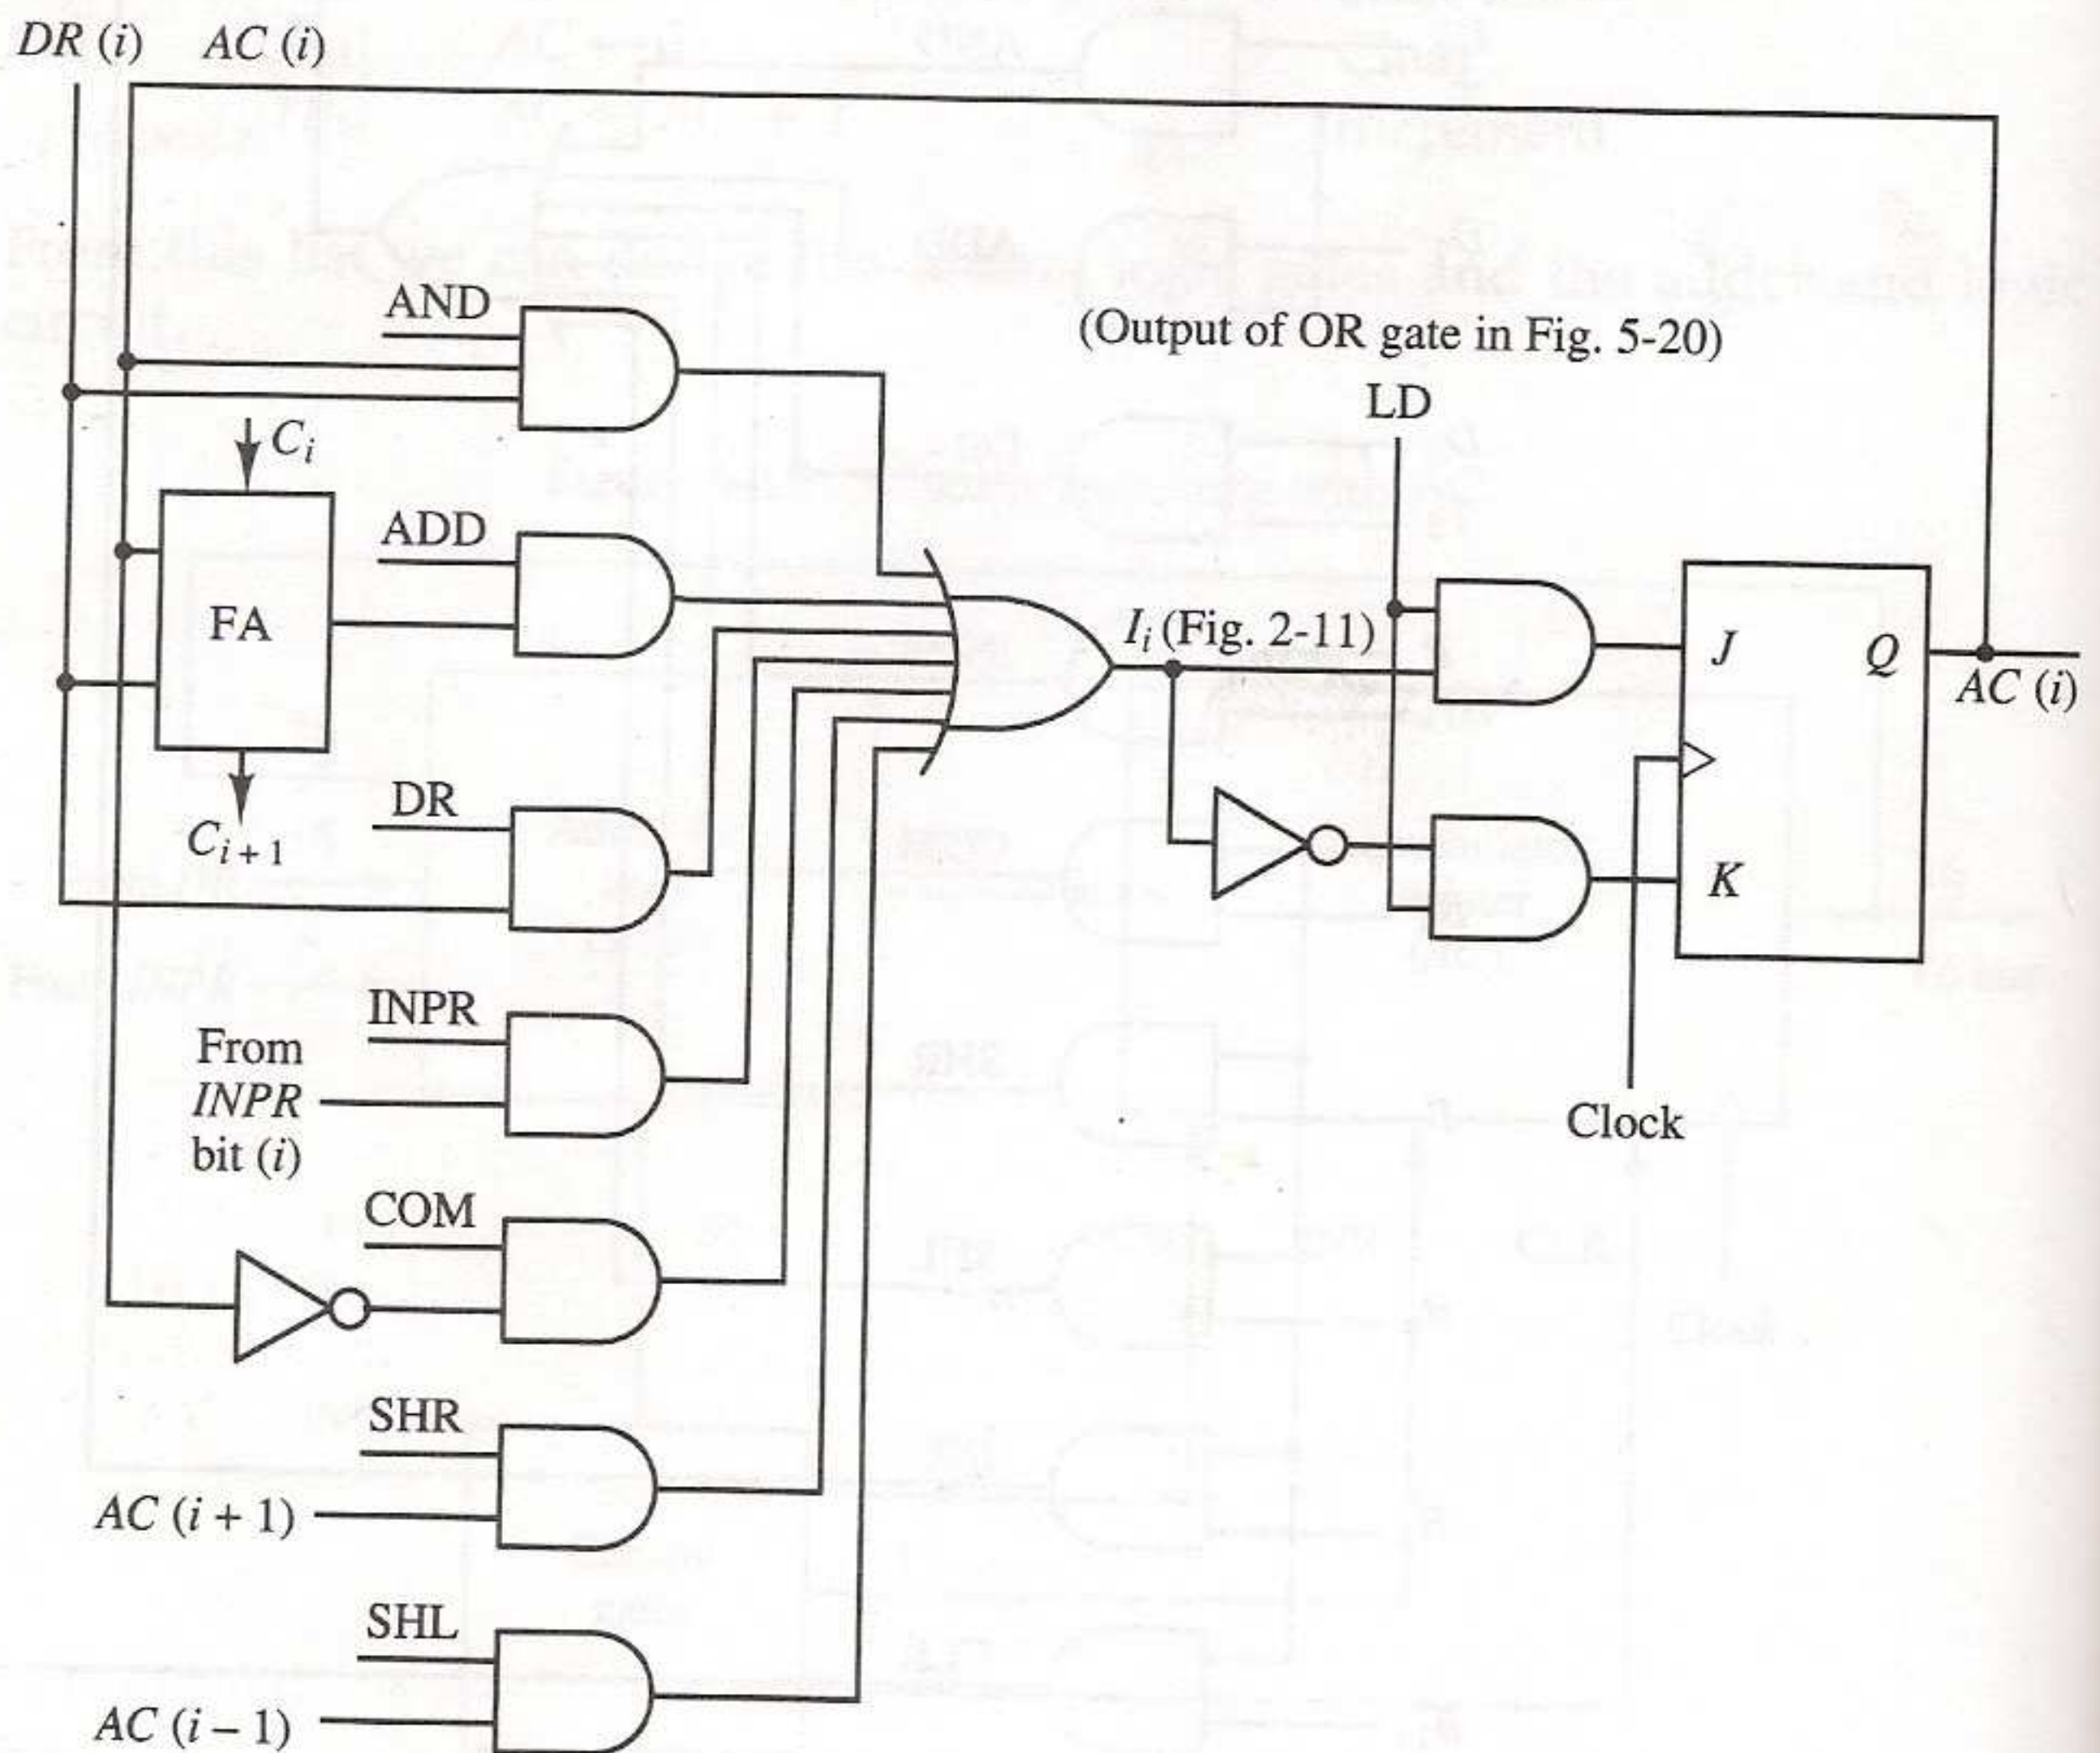 DR (i) AC (i)
AND
(Output of OR gate in Fig. 5-20)
LD
C_i
ADD
FA
I_i (Fig. 2-11)
J
Q
AC (i)
DR
C_{i+1}
K
INPR
From
INPR
bit (i)
Clock
COM
SHR
AC (i + 1)
SHL
AC (i – 1)